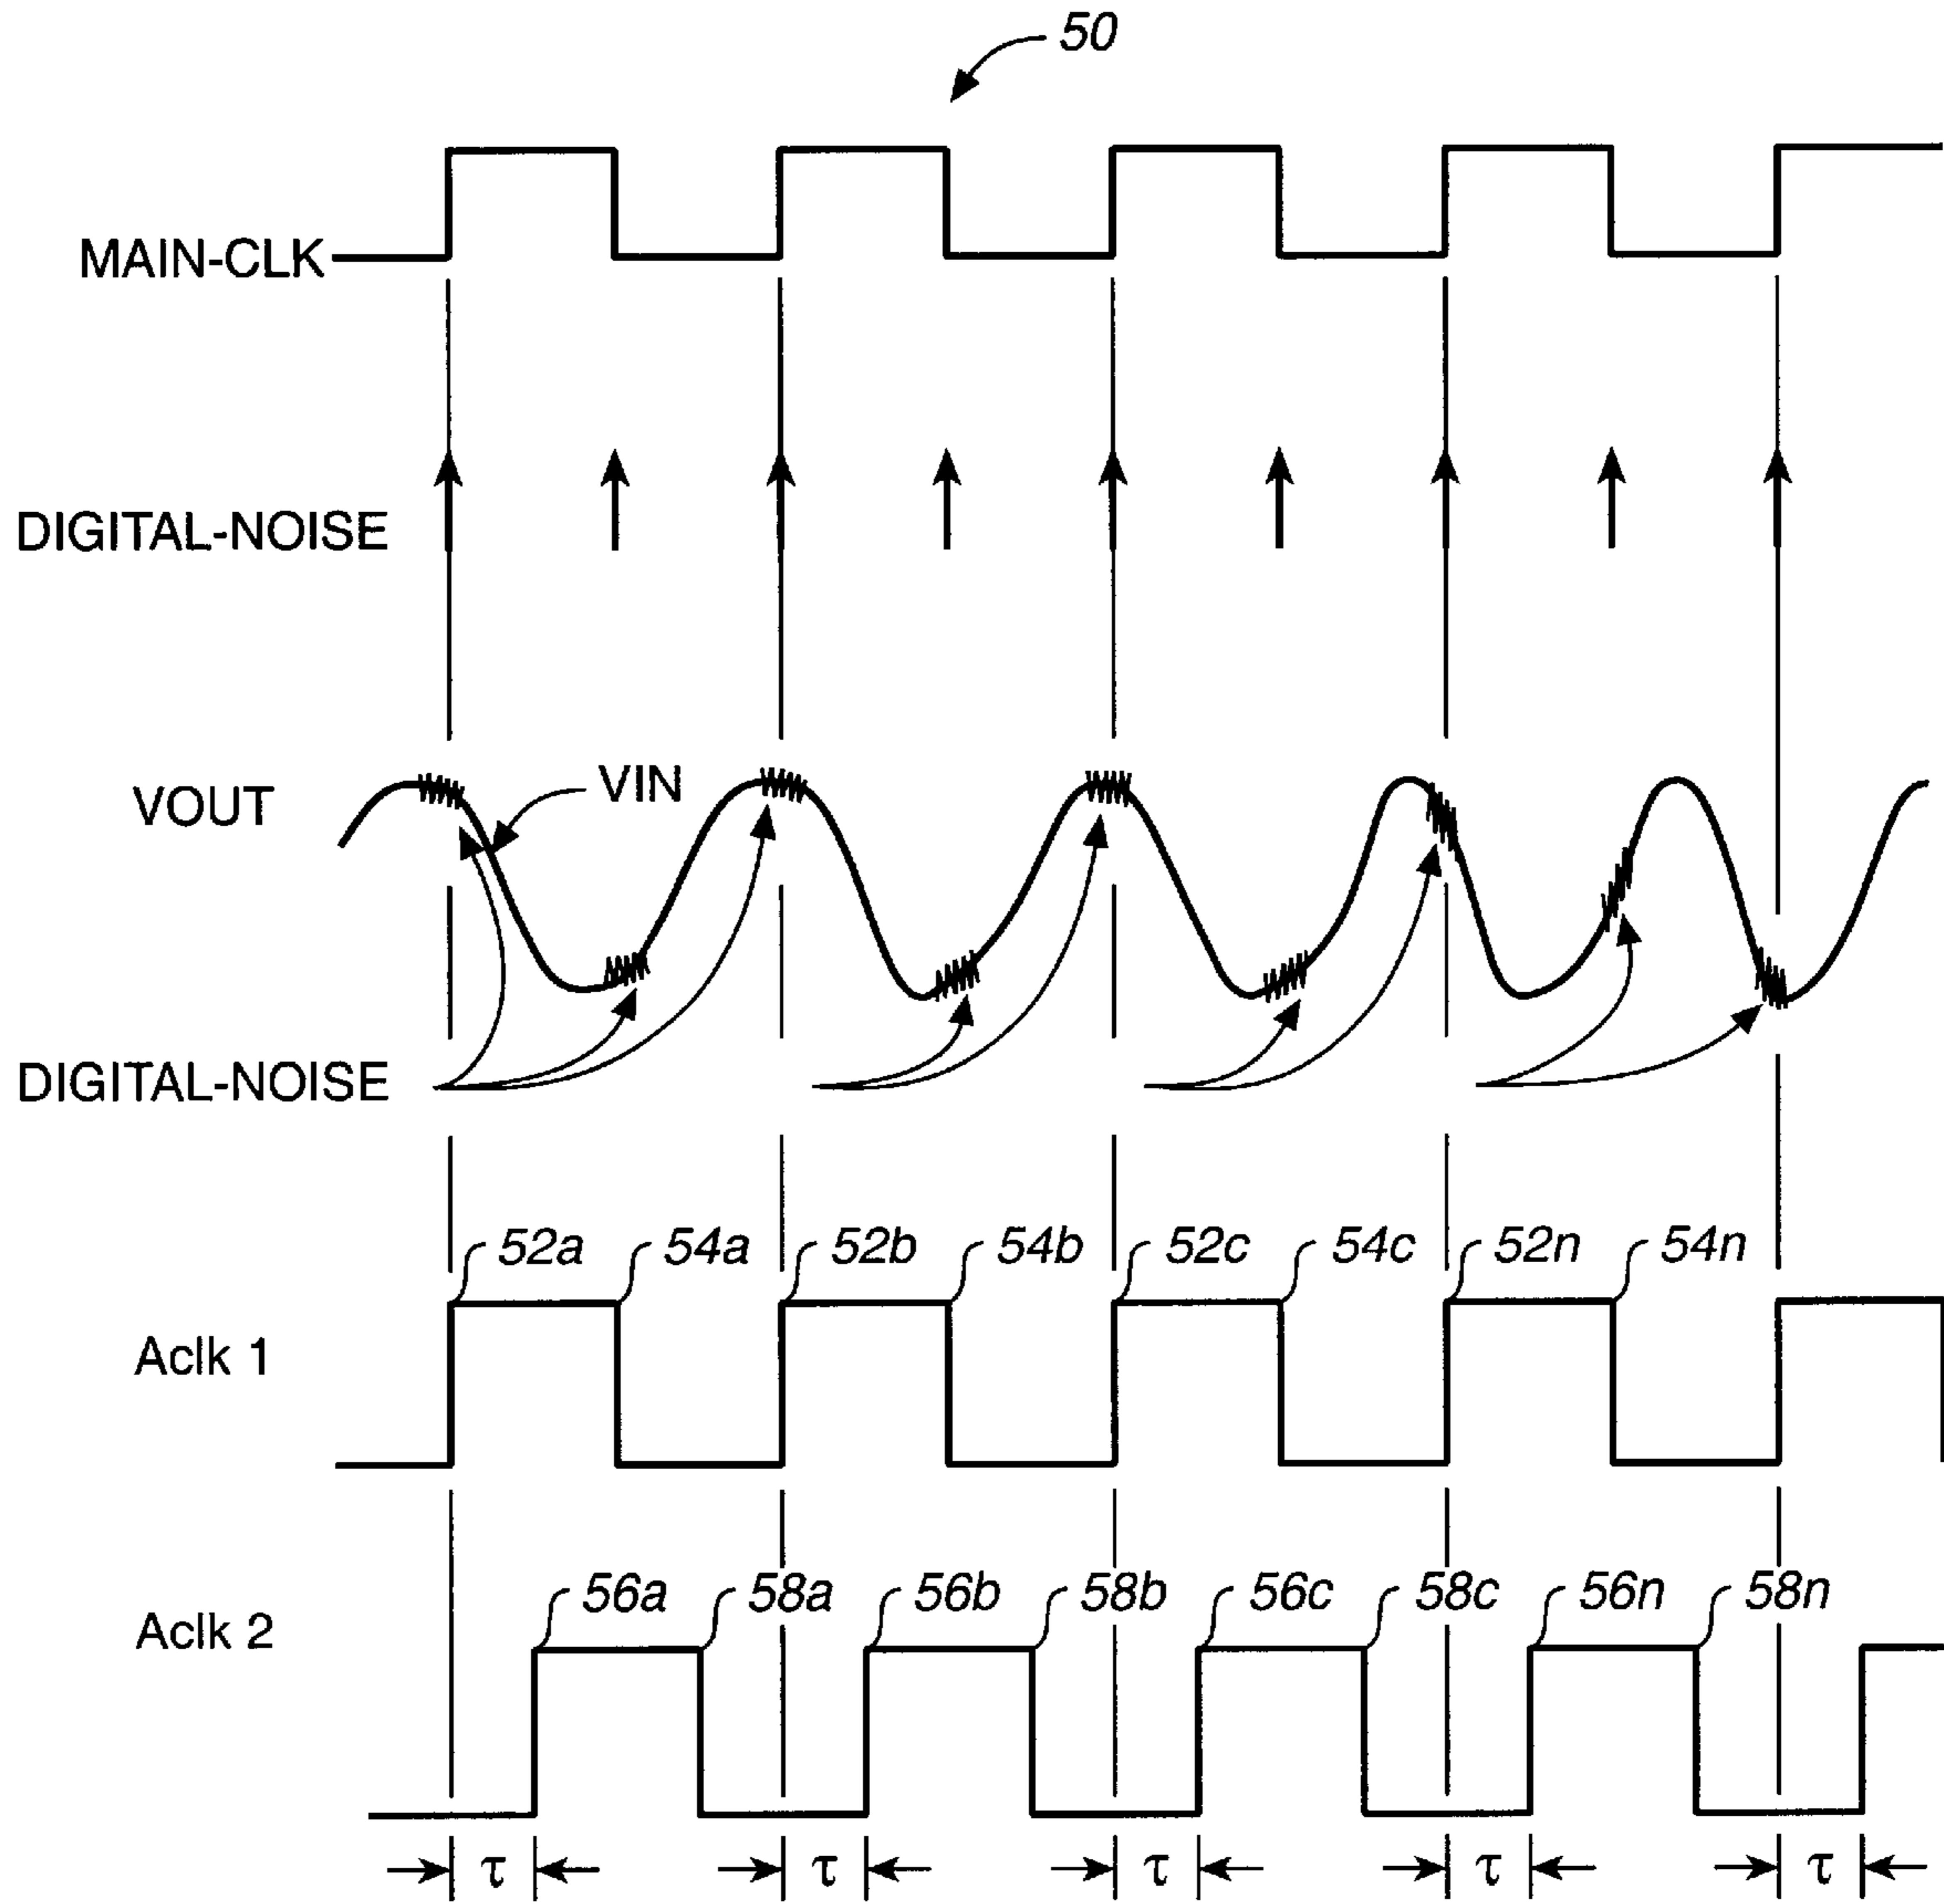 50
MAIN-CLK
DIGITAL-NOISE
VOUT
VIN
DIGITAL-NOISE
52a 54a 52b 54b 52c 54c 52n 54n
Aclk 1
56a 58a 56b 58b 56c 58c 56n 58n
Aclk 2
τ τ τ τ τ